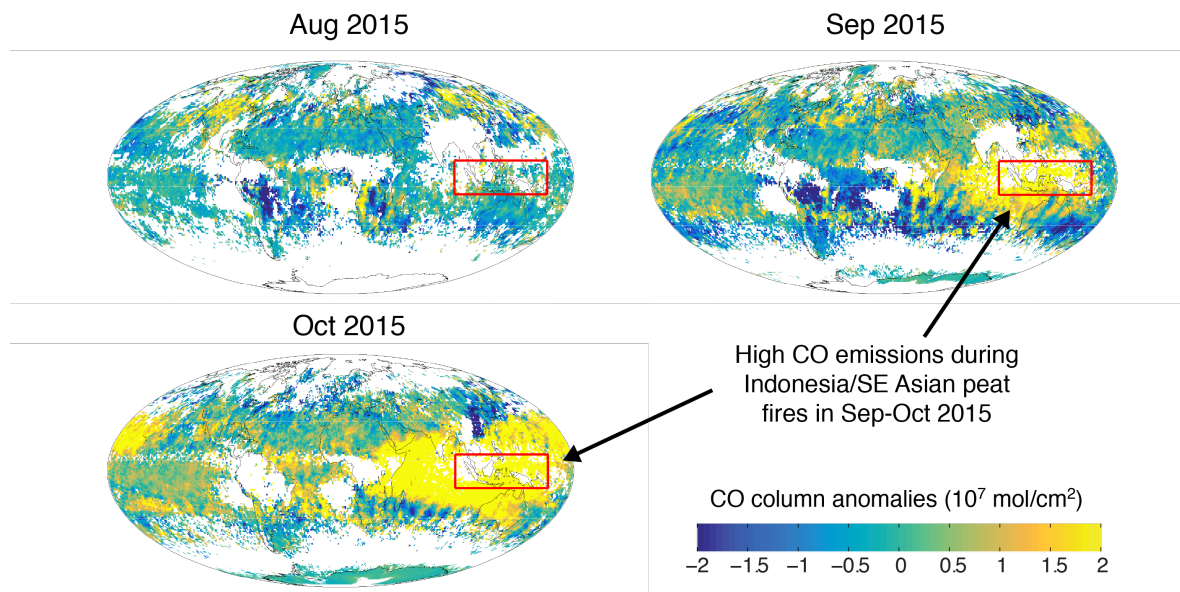 Aug 2015
Sep 2015
Oct 2015
High CO emissions during
Indonesia/SE Asian peat
fires in Sep-Oct 2015
CO column anomalies (10⁷ mol/cm²)
−2 −1.5 −1 −0.5 0 0.5 1 1.5 2